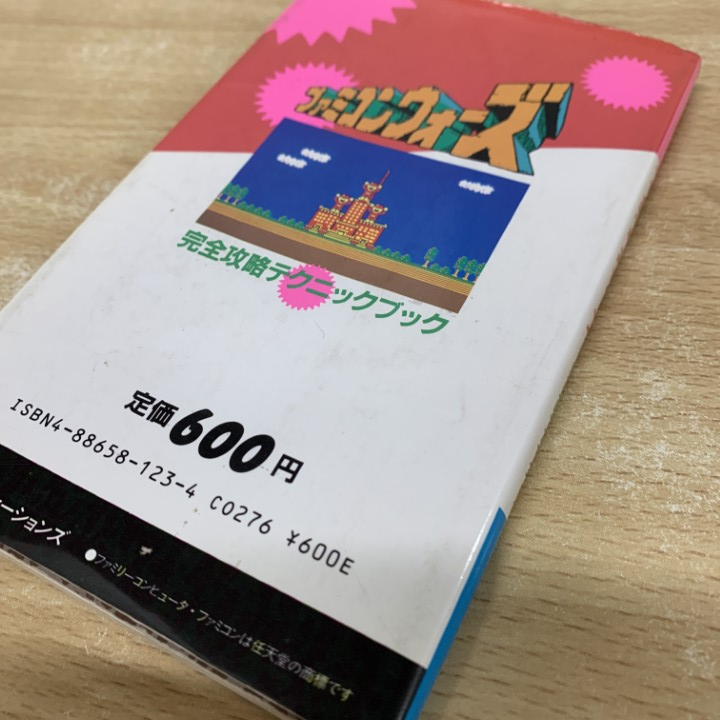 ファミコンウォーズ
完全攻略テクニックブック
定価600円
ISBN4-88658-123-4 C0276 ¥600E
ーションズ
●ファミリーコンピュータ・ファミコンは任天堂の商標です